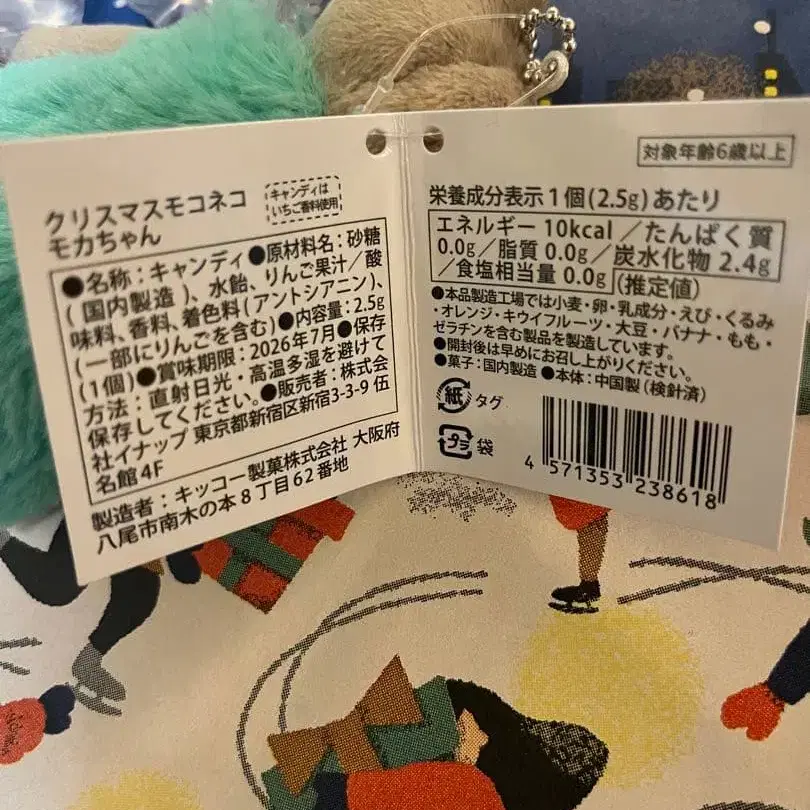 クリスマスモコネコ
モカちゃん
キャンディは
いちご香料使用
●名称：キャンディ●原材料名：砂糖
(国内製造)、水飴、りんご果汁／酸
味料、香料、着色料(アントシアニン)、
(一部にりんごを含む)●内容量：2.5g
(1個)●賞味期限：2026年7月●保存
方法：直射日光・高温多湿を避けて
保存してください。●販売者：株式会
社イナップ 東京都新宿区新宿3-3-9 伍
名館4F
製造者：キッコー製菓株式会社 大阪府
八尾市南木の本8丁目62番地
対象年齢6歳以上
栄養成分表示1個(2.5g)あたり
エネルギー 10kcal／たんぱく質
0.0g／脂質 0.0g／炭水化物 2.4g
／食塩相当量 0.0g (推定値)
●本品製造工場では小麦・卵・乳成分・えび・くるみ
・オレンジ・キウイフルーツ・大豆・バナナ・もも・
ゼラチンを含む製品を製造しています。
●開封後は早めにお召し上がりください。
●菓子：国内製造 ●本体：中国製(検針済)
紙 タグ
プラ 袋
4 571353 238618